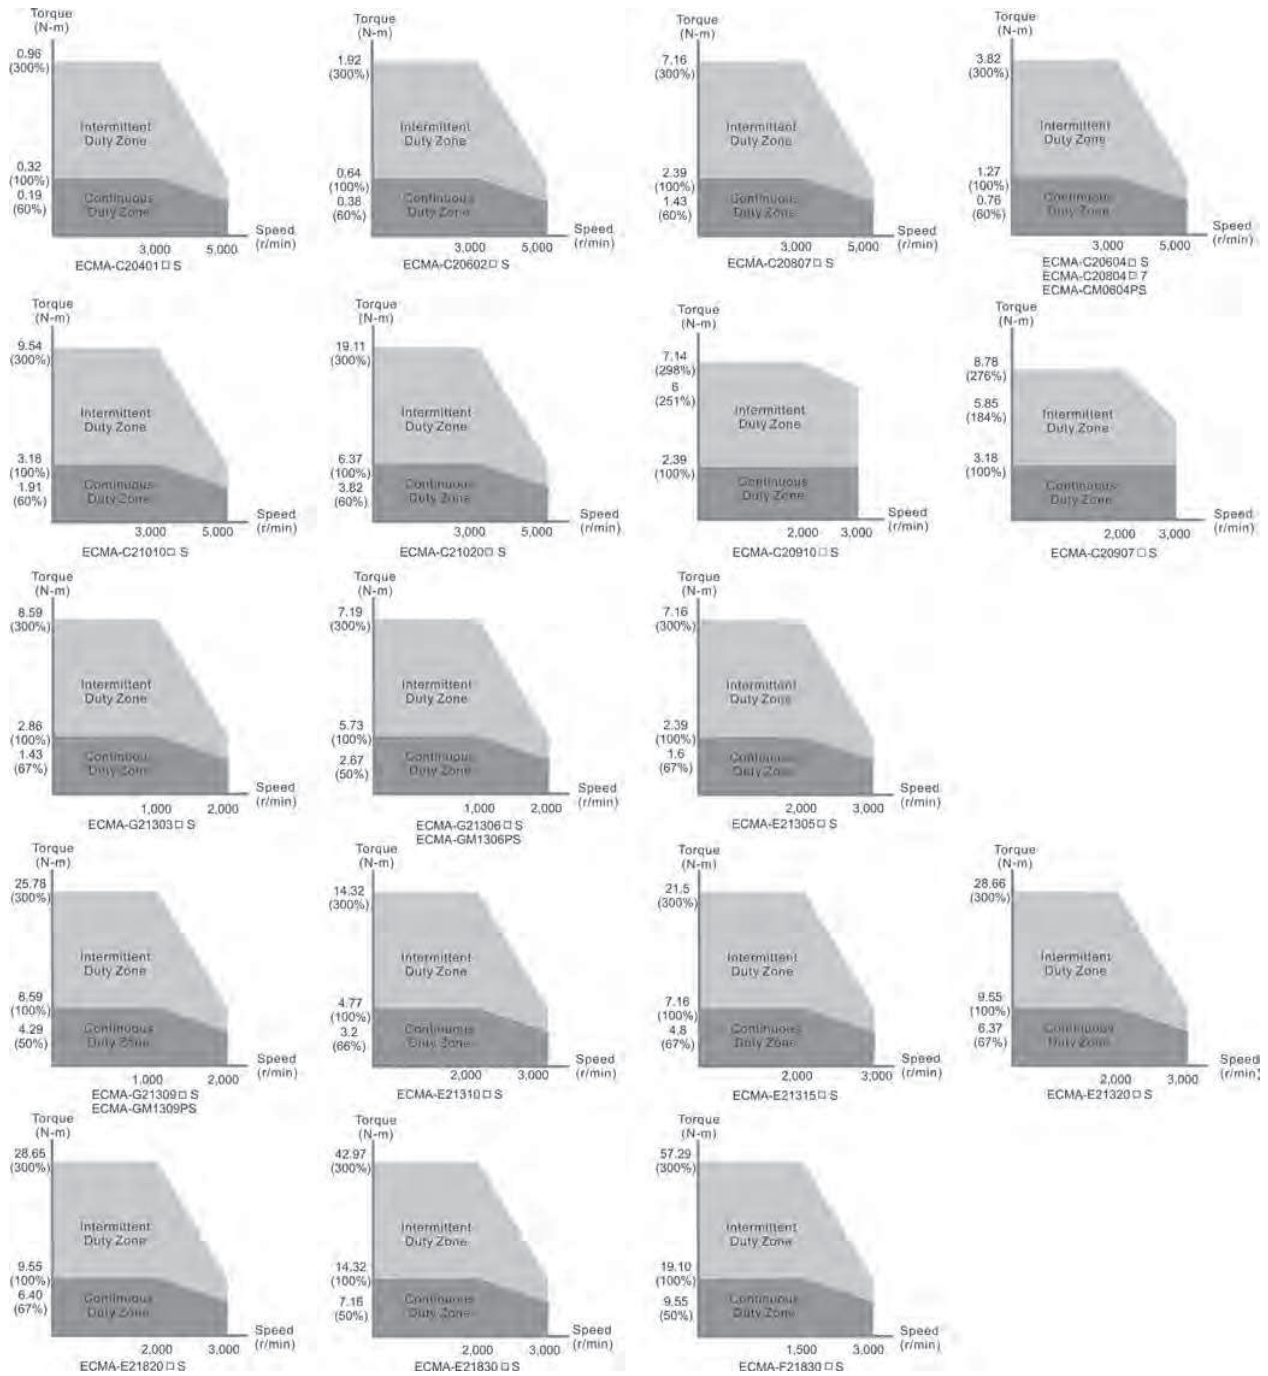 Torque
(N-m)
0.96
(300%)
Intermittent
Duty Zone
0.32
(100%)
0.19
(60%)
Continuous
Duty Zone
Speed
(r/min)
3,000
5,000
ECMA-C20401□ S
Torque
(N-m)
1.92
(300%)
Intermittent
Duty Zone
0.64
(100%)
0.38
(60%)
Continuous
Duty Zone
Speed
(r/min)
3,000
5,000
ECMA-C20602□ S
Torque
(N-m)
7.16
(300%)
Intermittent
Duty Zone
2.39
(100%)
1.43
(60%)
Continuous
Duty Zone
Speed
(r/min)
3,000
5,000
ECMA-C20807□ S
Torque
(N-m)
3.82
(300%)
Intermittent
Duty Zone
1.27
(100%)
0.76
(60%)
Continuous
Duty Zone
Speed
(r/min)
3,000
5,000
ECMA-C20604□ S
ECMA-C20804□ 7
ECMA-CM0604PS
Torque
(N-m)
9.54
(300%)
Intermittent
Duty Zone
3.18
(100%)
1.91
(60%)
Continuous
Duty Zone
Speed
(r/min)
3,000
5,000
ECMA-C21010□ S
Torque
(N-m)
19.11
(300%)
Intermittent
Duty Zone
6.37
(100%)
3.82
(60%)
Continuous
Duty Zone
Speed
(r/min)
3,000
5,000
ECMA-C21020□ S
Torque
(N-m)
7.14
(298%)
6
(251%)
Intermittent
Duty Zone
2.39
(100%)
Continuous
Duty Zone
Speed
(r/min)
2,000
3,000
ECMA-C20910□ S
Torque
(N-m)
8.78
(276%)
5.85
(184%)
Intermittent
Duty Zone
3.18
(100%)
Continuous
Duty Zone
Speed
(r/min)
2,000
3,000
ECMA-C20907□ S
Torque
(N-m)
8.59
(300%)
Intermittent
Duty Zone
2.86
(100%)
1.43
(67%)
Continuous
Duty Zone
Speed
(r/min)
1,000
2,000
ECMA-G21303□ S
Torque
(N-m)
7.19
(300%)
Intermittent
Duty Zone
5.73
(100%)
2.87
(50%)
Continuous
Duty Zone
Speed
(r/min)
1,000
2,000
ECMA-G21306□ S
ECMA-GM1306PS
Torque
(N-m)
7.16
(300%)
Intermittent
Duty Zone
2.39
(100%)
1.6
(67%)
Continuous
Duty Zone
Speed
(r/min)
2,000
3,000
ECMA-E21305□ S
Torque
(N-m)
25.78
(300%)
Intermittent
Duty Zone
8.59
(100%)
4.29
(50%)
Continuous
Duty Zone
Speed
(r/min)
1,000
2,000
ECMA-G21309□ S
ECMA-GM1309PS
Torque
(N-m)
14.32
(300%)
Intermittent
Duty Zone
4.77
(100%)
3.2
(66%)
Continuous
Duty Zone
Speed
(r/min)
2,000
3,000
ECMA-E21310□ S
Torque
(N-m)
21.5
(300%)
Intermittent
Duty Zone
7.16
(100%)
4.8
(67%)
Continuous
Duty Zone
Speed
(r/min)
2,000
3,000
ECMA-E21315□ S
Torque
(N-m)
28.66
(300%)
Intermittent
Duty Zone
9.55
(100%)
6.37
(67%)
Continuous
Duty Zone
Speed
(r/min)
2,000
3,000
ECMA-E21320□ S
Torque
(N-m)
28.65
(300%)
Intermittent
Duty Zone
9.55
(100%)
6.40
(67%)
Continuous
Duty Zone
Speed
(r/min)
2,000
3,000
ECMA-E21820□ S
Torque
(N-m)
42.97
(300%)
Intermittent
Duty Zone
14.32
(100%)
7.16
(50%)
Continuous
Duty Zone
Speed
(r/min)
2,000
3,000
ECMA-E21830□ S
Torque
(N-m)
57.29
(300%)
Intermittent
Duty Zone
19.10
(100%)
9.55
(50%)
Continuous
Duty Zone
Speed
(r/min)
1,500
3,000
ECMA-F21830□ S